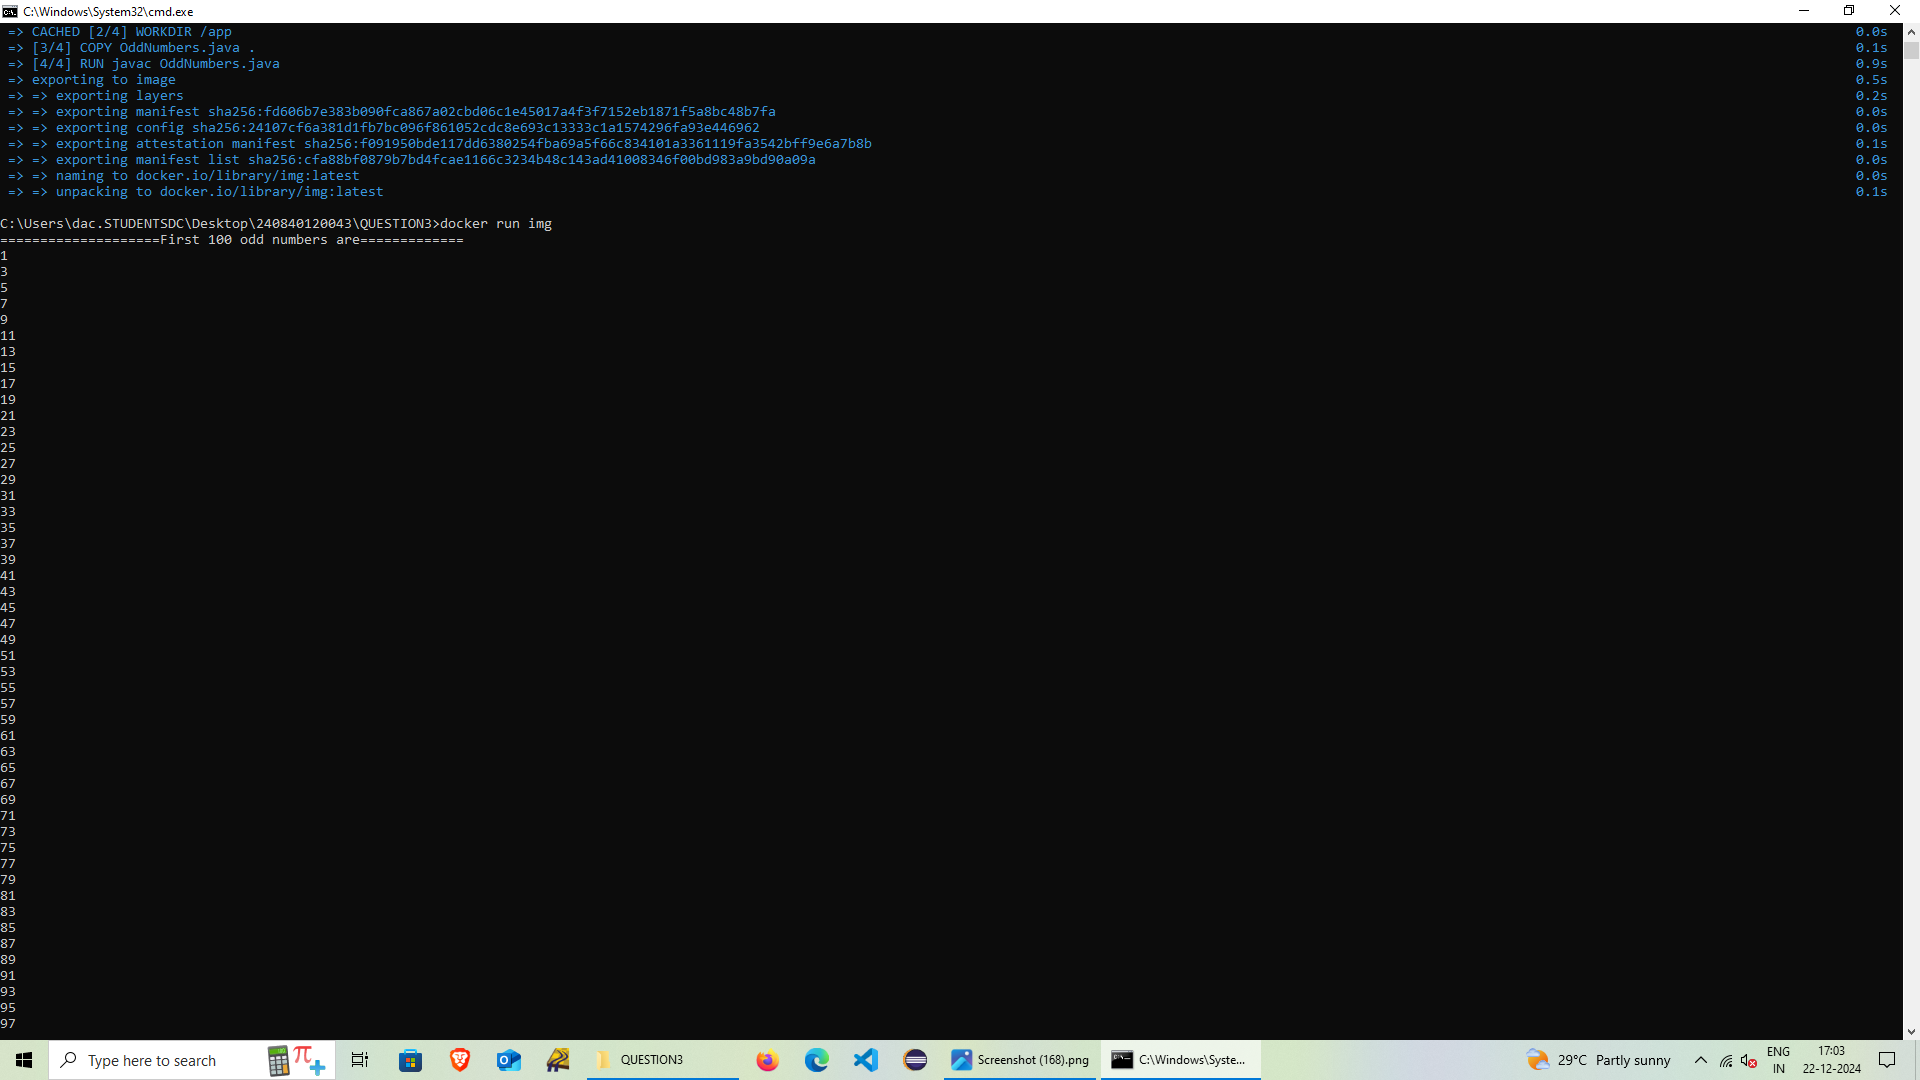 C:\Windows\System32\cmd.exe
=> CACHED [2/4] WORKDIR /app 0.0s
=> [3/4] COPY OddNumbers.java . 0.1s
=> [4/4] RUN javac OddNumbers.java 0.9s
=> exporting to image 0.5s
=> => exporting layers 0.2s
=> => exporting manifest sha256:fd606b7e383b090fca867a02cbd06c1e45017a4f3f7152eb1871f5a8bc48b7fa 0.0s
=> => exporting config sha256:24107cf6a381d1fb7bc096f861052cdc8e693c13333c1a1574296fa93e446962 0.0s
=> => exporting attestation manifest sha256:f091950bde117dd6380254fba69a5f66c834101a3361119fa3542bff9e6a7b8b 0.1s
=> => exporting manifest list sha256:cfa88bf0879b7bd4fcae1166c3234b48c143ad41008346f00bd983a9bd90a09a 0.0s
=> => naming to docker.io/library/img:latest 0.0s
=> => unpacking to docker.io/library/img:latest 0.1s
C:\Users\dac.STUDENTSDC\Desktop\240840120043\QUESTION3>docker run img
====================First 100 odd numbers are=============
1
3
5
7
9
11
13
15
17
19
21
23
25
27
29
31
33
35
37
39
41
43
45
47
49
51
53
55
57
59
61
63
65
67
69
71
73
75
77
79
81
83
85
87
89
91
93
95
97
Type here to search
QUESTION3
Screenshot (168).png
C:\Windows\Syste...
29°C Partly sunny
ENG
IN
17:03
22-12-2024